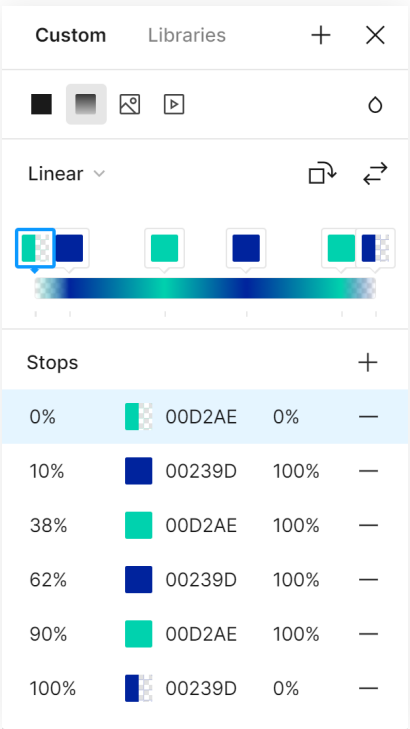 Custom Libraries
Linear
Stops
0% 00D2AE 0%
10% 00239D 100%
38% 00D2AE 100%
62% 00239D 100%
90% 00D2AE 100%
100% 00239D 0%